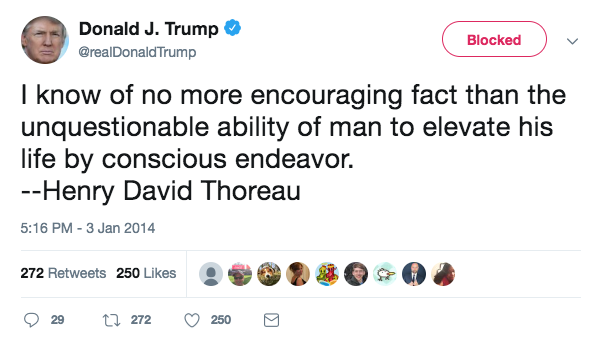 Donald J. Trump
@realDonaldTrump
Blocked
I know of no more encouraging fact than the
unquestionable ability of man to elevate his
life by conscious endeavor.
--Henry David Thoreau
5:16 PM - 3 Jan 2014
272 Retweets 250 Likes
29 272 250